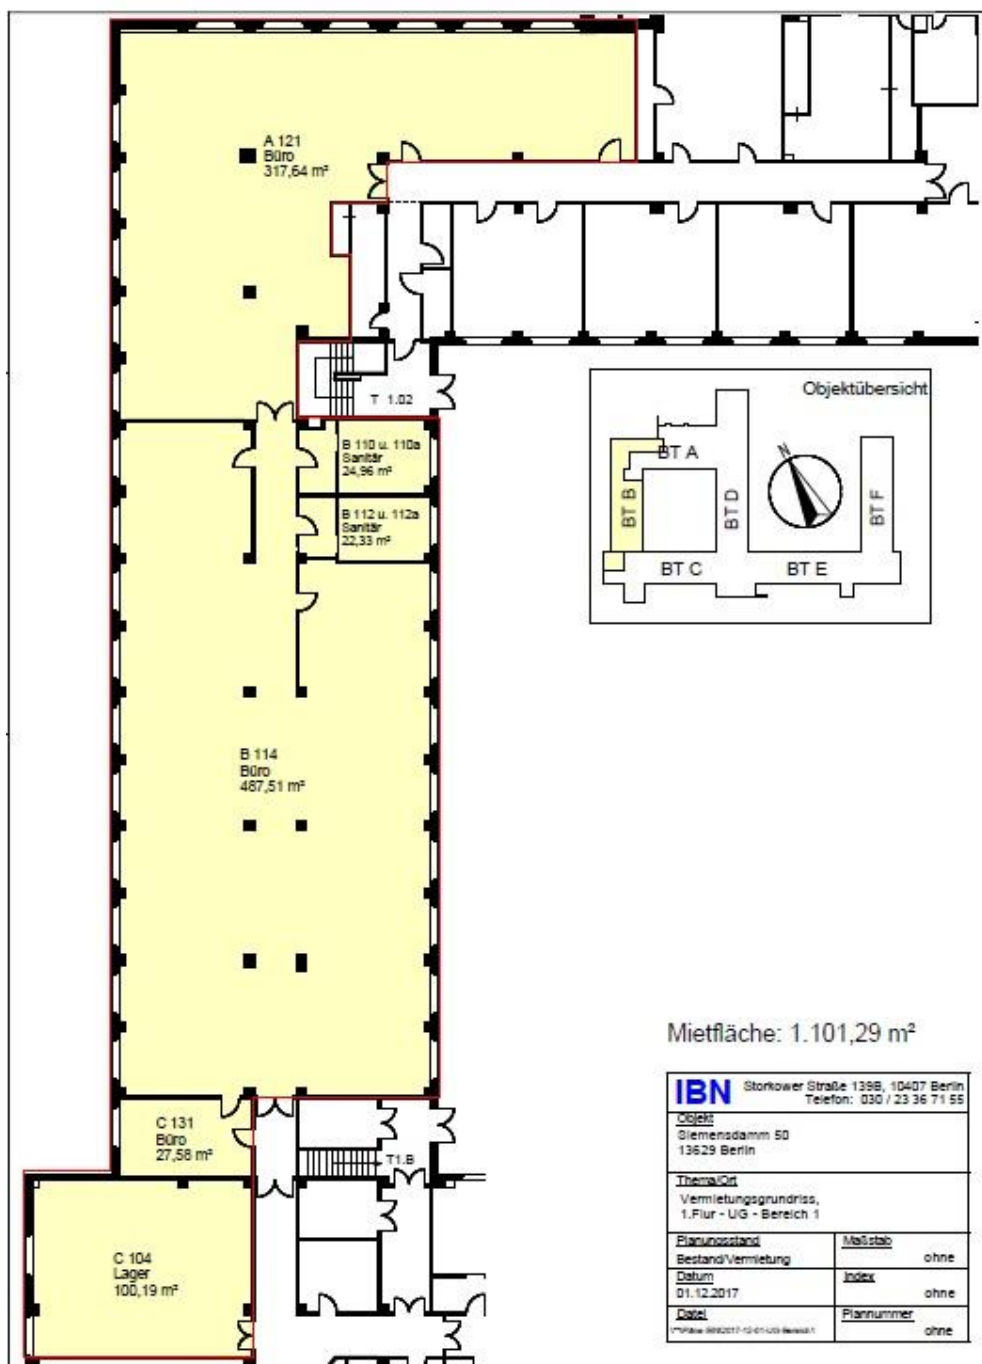 A 121
Büro
317,64 m²
T 1.02
Objektübersicht
N
BT A
BT B
BT D
BT F
BT C
BT E
B 110 u. 110a
Sanitär
24,96 m²
B 112 u. 112a
Sanitär
22,33 m²
B 114
Büro
487,51 m²
Mietfläche: 1.101,29 m²
IBN Storkower Straße 139B, 10407 Berlin
Telefon: 030 / 23 36 71 55
Objekt
Siemensdamm 50
13629 Berlin
Thema/Ort
Vermietungsgrundriss,
1.Flur - UG - Bereich 1
Planungsstand
Bestand/Vermietung
Maßstab
ohne
Datum
01.12.2017
Index
ohne
Datei
Plannummer
ohne
C 131
Büro
27,58 m²
T1.B
C 104
Lager
100,19 m²